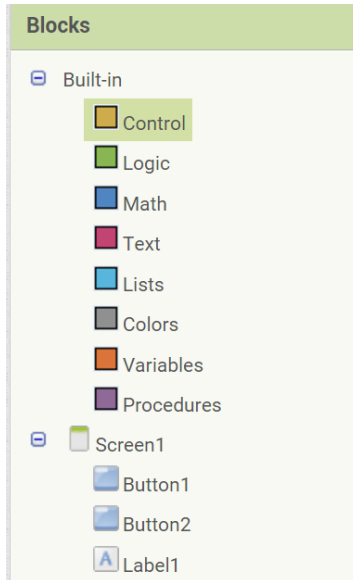 Blocks
Built-in
Control
Logic
Math
Text
Lists
Colors
Variables
Procedures
Screen1
Button1
Button2
A Label1